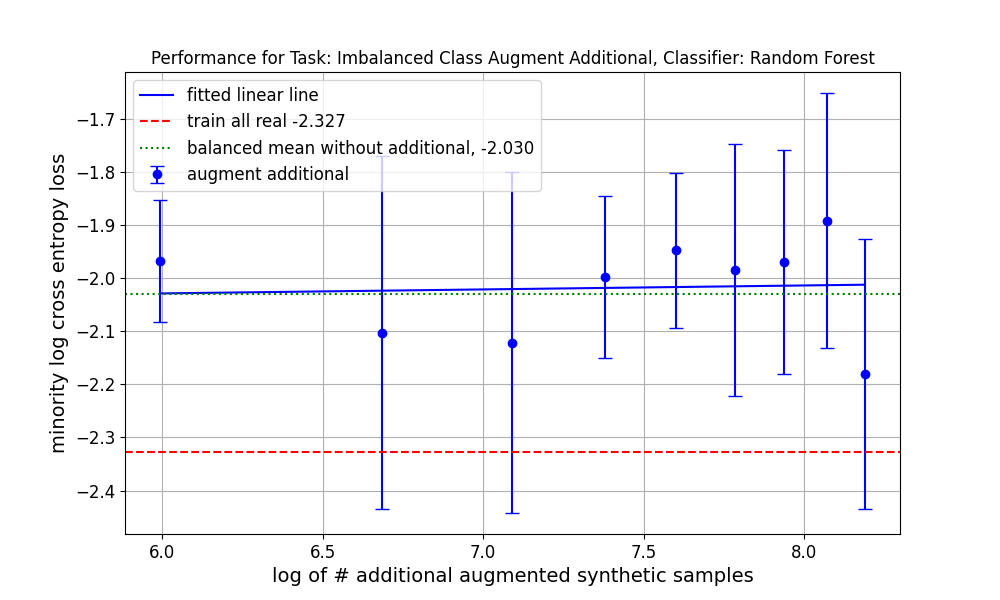 Performance for Task: Imbalanced Class Augment Additional, Classifier: Random Forest
fitted linear line
train all real -2.327
balanced mean without additional, -2.030
augment additional
−1.7
−1.8
−1.9
−2.0
−2.1
−2.2
−2.3
−2.4
minority log cross entropy loss
6.0 6.5 7.0 7.5 8.0
log of # additional augmented synthetic samples